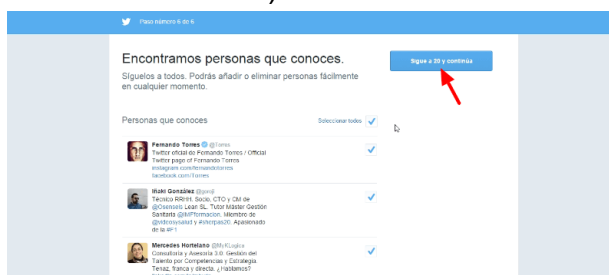 Paso número 6 de 6
Encontramos personas que conoces.
Síguelos a todos. Podrás añadir o eliminar personas fácilmente
en cualquier momento.
Sigue a 20 y continúa
Personas que conoces
Seleccionar todos
Fernando Torres @Torres
Twitter oficial de Fernando Torres / Official
Twitter page of Fernando Torres
instagram.com/fernandotorres
facebook.com/Torres
Iñaki González @goroji
Técnico RRHH. Socio, CTO y CM de
@Osenseis Lean SL. Tutor Máster Gestión
Sanitaria @IMFformacion. Miembro de
@videosysalud y #sherpas20. Apasionado
de la #F1
Mercedes Hortelano @MyKLogica
Consultoría y Asesoría 3.0: Gestión del
Talento por Competencias y Estrategia.
Tenaz, franca y directa. ¿Hablamos?